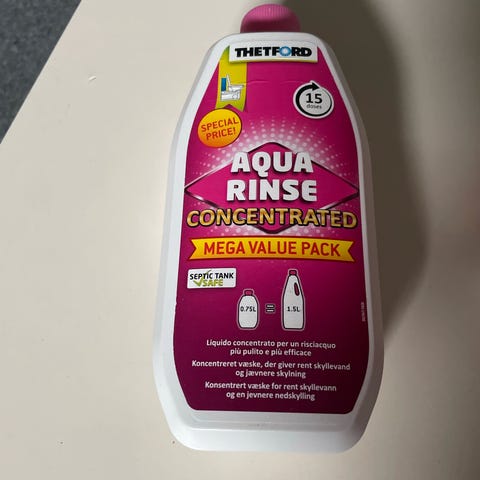 THETFORD
15
doses
SPECIAL
PRICE!
AQUA
RINSE
CONCENTRATED
MEGA VALUE PACK
SEPTIC TANK
SAFE
0.75L = 1.5L
Liquido concentrato per un risciacquo
più pulito e più efficace
Koncentreret væske, der giver rent skyllevand
og jævnere skylning
Konsentrert væske for rent skyllevann
og en jevnere nedskylling